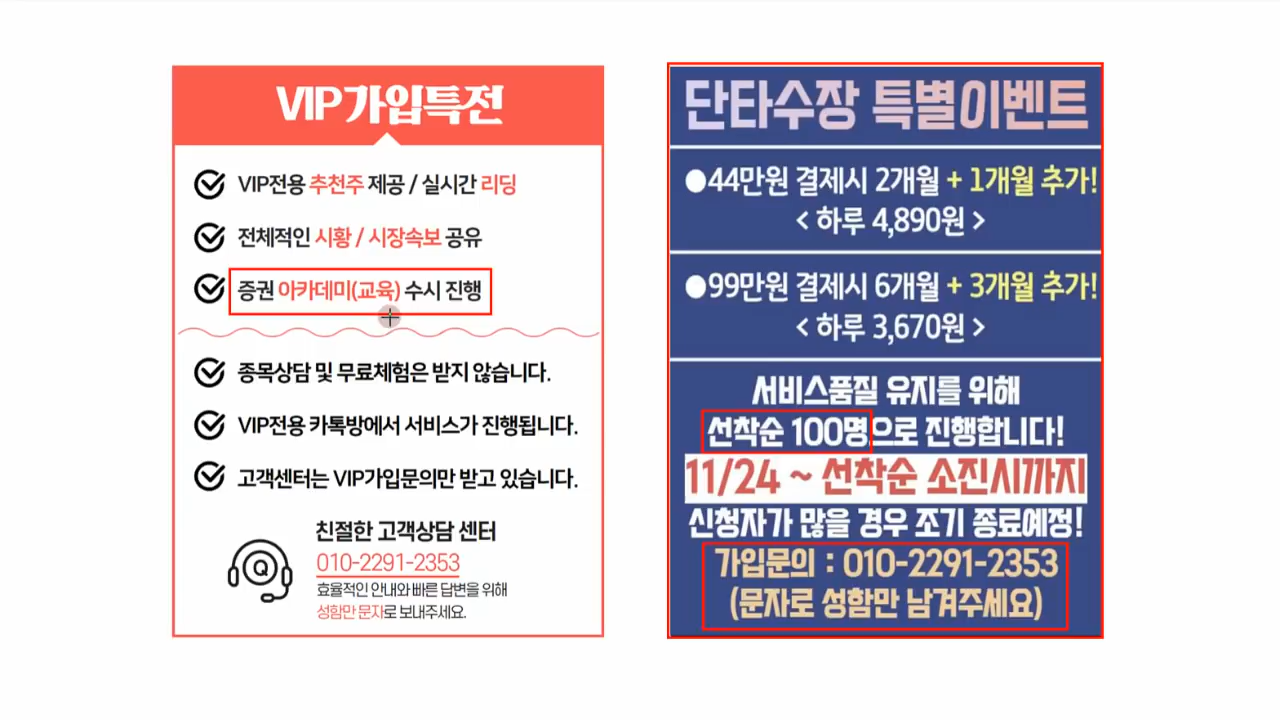 VIP가입특전
VIP전용 추천주 제공 / 실시간 리딩
전체적인 시황 / 시장속보 공유
증권 아카데미(교육) 수시 진행
종목상담 및 무료체험은 받지 않습니다.
VIP전용 카톡방에서 서비스가 진행됩니다.
고객센터는 VIP가입문의만 받고 있습니다.
Q
친절한 고객상담 센터
010-2291-2353
효율적인 안내와 빠른 답변을 위해
성함만 문자로 보내주세요.
단타수장 특별이벤트
●44만원 결제시 2개월 + 1개월 추가!
< 하루 4,890원 >
●99만원 결제시 6개월 + 3개월 추가!
< 하루 3,670원 >
서비스품질 유지를 위해
선착순 100명으로 진행합니다!
11/24 ~ 선착순 소진시까지
신청자가 많을 경우 조기 종료예정!
가입문의 : 010-2291-2353
(문자로 성함만 남겨주세요)